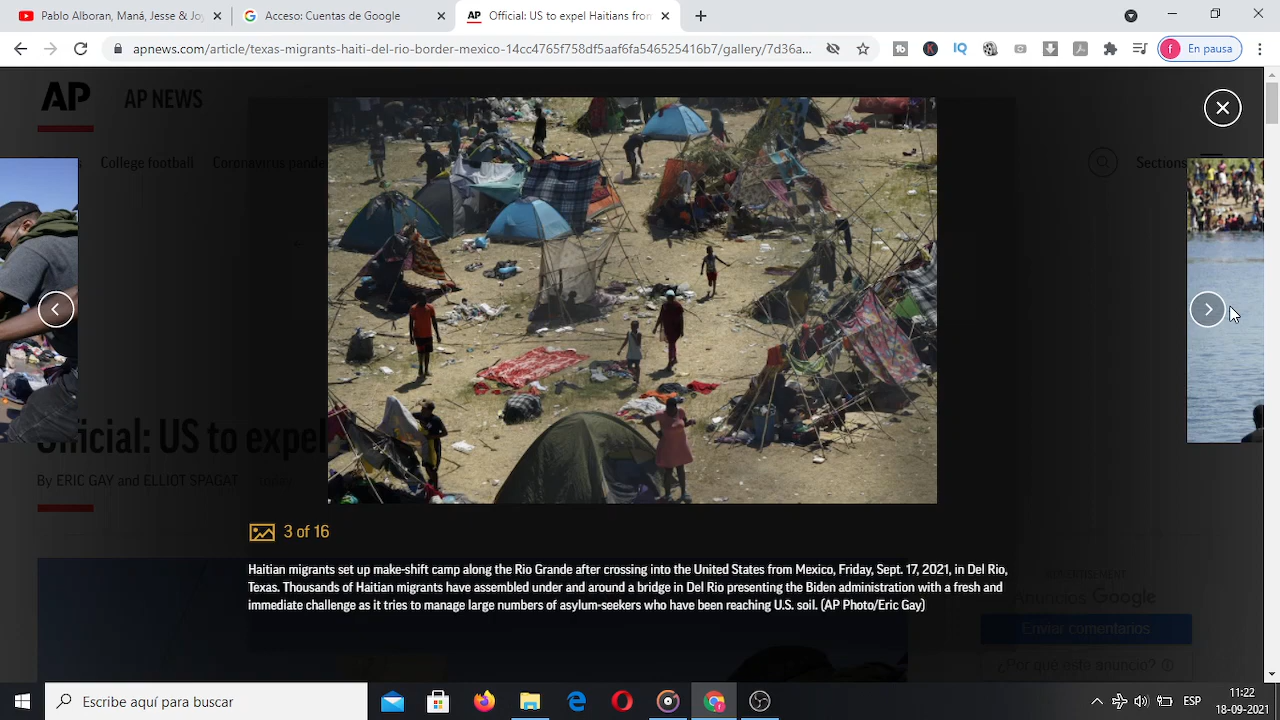 Pablo Alboran, Maná, Jesse & Joy
Acceso: Cuentas de Google
AP Official: US to expel Haitians from
apnews.com/article/texas-migrants-haiti-del-rio-border-mexico-14cc4765f758df5aaf6fa546525416b7/gallery/7d36a...
IQ
En pausa
AP AP NEWS
College football Coronavirus pande
Sections
Official: US to expel
By ERIC GAY and ELLIOT SPAGAT today
3 of 16
Haitian migrants set up make-shift camp along the Rio Grande after crossing into the United States from Mexico, Friday, Sept. 17, 2021, in Del Rio,
Texas. Thousands of Haitian migrants have assembled under and around a bridge in Del Rio presenting the Biden administration with a fresh and
immediate challenge as it tries to manage large numbers of asylum-seekers who have been reaching U.S. soil. (AP Photo/Eric Gay)
ADVERTISEMENT
Anuncios Google
Enviar comentarios
¿Por qué este anuncio?
Escribe aquí para buscar
ESP
11:22
18-09-2021